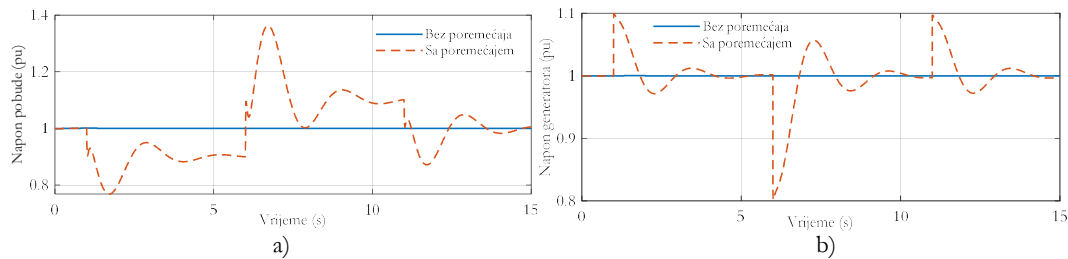 1.4
1.2
1
0.8
Napon pobude (pu)
Bez poremećaja
Sa poremećajem
0
5
10
15
Vrijeme (s)
a)
1.1
1
0.9
0.8
Napon generatora (pu)
Bez poremećaja
Sa poremećajem
0
5
10
15
Vrijeme (s)
b)